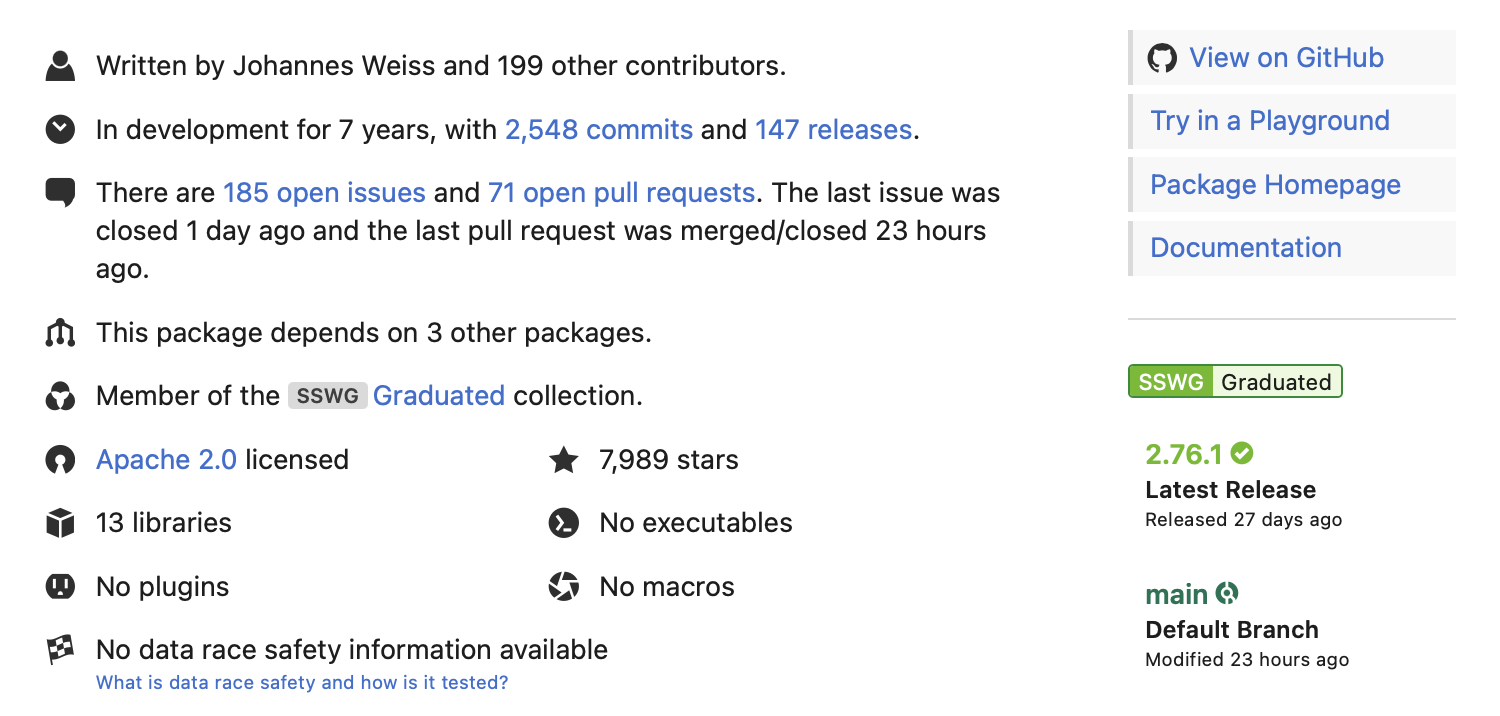 Written by Johannes Weiss and 199 other contributors.
In development for 7 years, with 2,548 commits and 147 releases.
There are 185 open issues and 71 open pull requests. The last issue was
closed 1 day ago and the last pull request was merged/closed 23 hours
ago.
This package depends on 3 other packages.
Member of the SSWG Graduated collection.
Apache 2.0 licensed
7,989 stars
13 libraries
No executables
No plugins
No macros
No data race safety information available
What is data race safety and how is it tested?
View on GitHub
Try in a Playground
Package Homepage
Documentation
SSWG Graduated
2.76.1
Latest Release
Released 27 days ago
main
Default Branch
Modified 23 hours ago